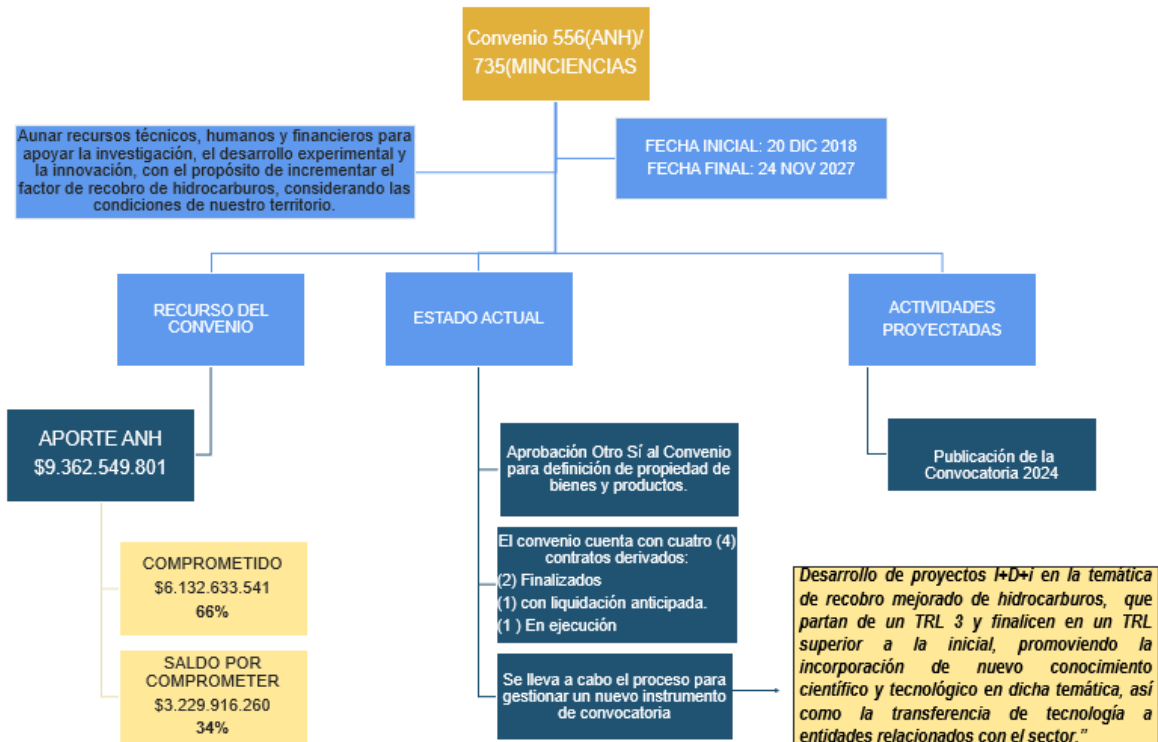 Convenio 556(ANH)/
735(MINCIENCIAS
Aunar recursos técnicos, humanos y financieros para
apoyar la investigación, el desarrollo experimental y
la innovación, con el propósito de incrementar el
factor de recobro de hidrocarburos, considerando las
condiciones de nuestro territorio.
FECHA INICIAL: 20 DIC 2018
FECHA FINAL: 24 NOV 2027
RECURSO DEL
CONVENIO
ESTADO ACTUAL
ACTIVIDADES
PROYECTADAS
APORTE ANH
$9.362.549.801
COMPROMETIDO
$6.132.633.541
66%
SALDO POR
COMPROMETER
$3.229.916.260
34%
Aprobación Otro Sí al Convenio
para definición de propiedad de
bienes y productos.
El convenio cuenta con cuatro (4)
contratos derivados:
(2) Finalizados
(1) con liquidación anticipada.
(1 ) En ejecución
Se lleva a cabo el proceso para
gestionar un nuevo instrumento
de convocatoria
Publicación de la
Convocatoria 2024
Desarrollo de proyectos I+D+i en la temática
de recobro mejorado de hidrocarburos, que
partan de un TRL 3 y finalicen en un TRL
superior a la inicial, promoviendo la
incorporación de nuevo conocimiento
científico y tecnológico en dicha temática, así
como la transferencia de tecnología a
entidades relacionados con el sector."